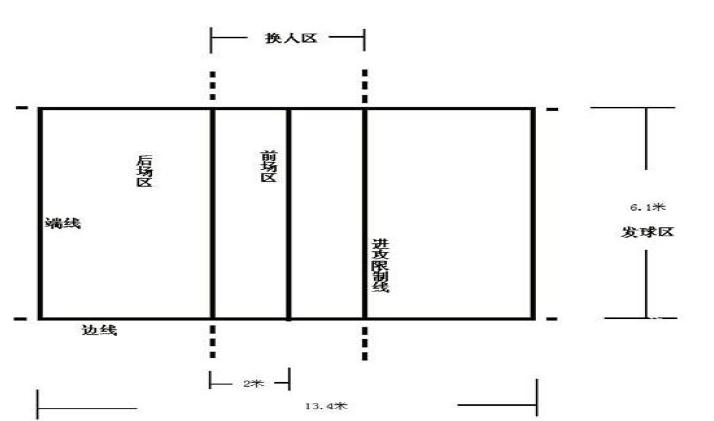 换人区
后场区
前场区
6.1米
端线
发球区
进攻限制线
边线
2米
13.4米